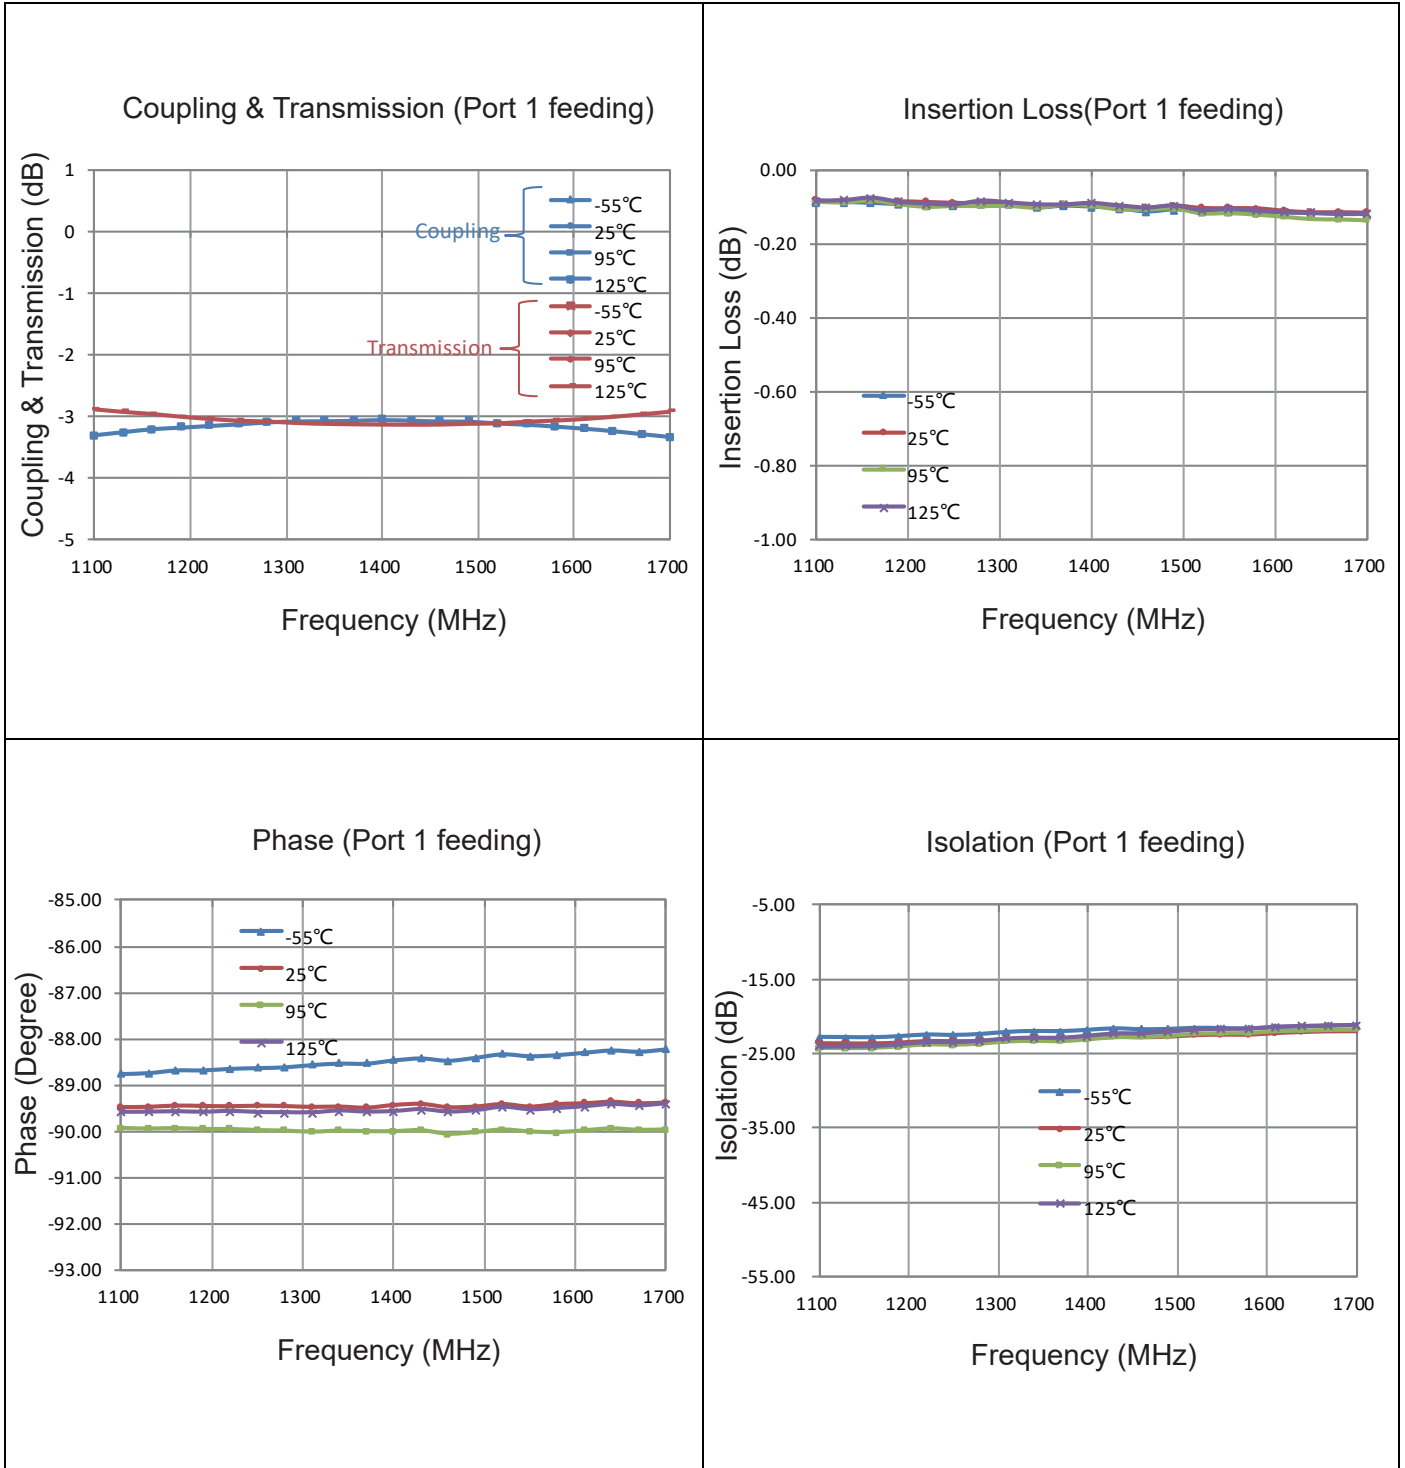 Coupling & Transmission (Port 1 feeding)
Coupling & Transmission (dB)
1
0
-1
-2
-3
-4
-5
Coupling
-55℃
25℃
95℃
125℃
Transmission
-55℃
25℃
95℃
125℃
1100 1200 1300 1400 1500 1600 1700
Frequency (MHz)
Insertion Loss(Port 1 feeding)
Insertion Loss (dB)
0.00
-0.20
-0.40
-0.60
-0.80
-1.00
-55℃
25℃
95℃
125℃
1100 1200 1300 1400 1500 1600 1700
Frequency (MHz)
Phase (Port 1 feeding)
Phase (Degree)
-85.00
-86.00
-87.00
-88.00
-89.00
-90.00
-91.00
-92.00
-93.00
-55℃
25℃
95℃
125℃
1100 1200 1300 1400 1500 1600 1700
Frequency (MHz)
Isolation (Port 1 feeding)
Isolation (dB)
-5.00
-15.00
-25.00
-35.00
-45.00
-55.00
-55℃
25℃
95℃
125℃
1100 1200 1300 1400 1500 1600 1700
Frequency (MHz)